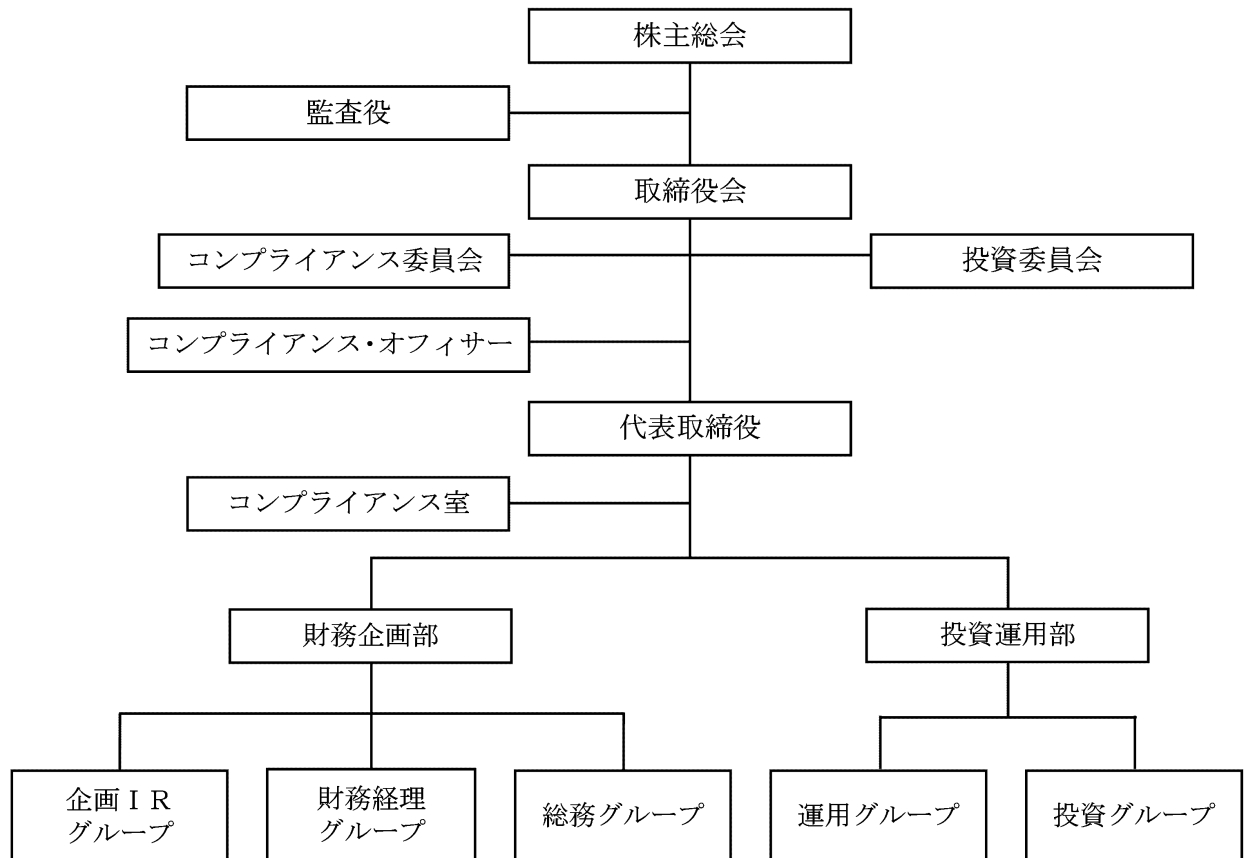 株主総会
監査役
取締役会
コンプライアンス委員会
投資委員会
コンプライアンス・オフィサー
代表取締役
コンプライアンス室
財務企画部
投資運用部
企画ＩＲ
グループ
財務経理
グループ
総務グループ
運用グループ
投資グループ